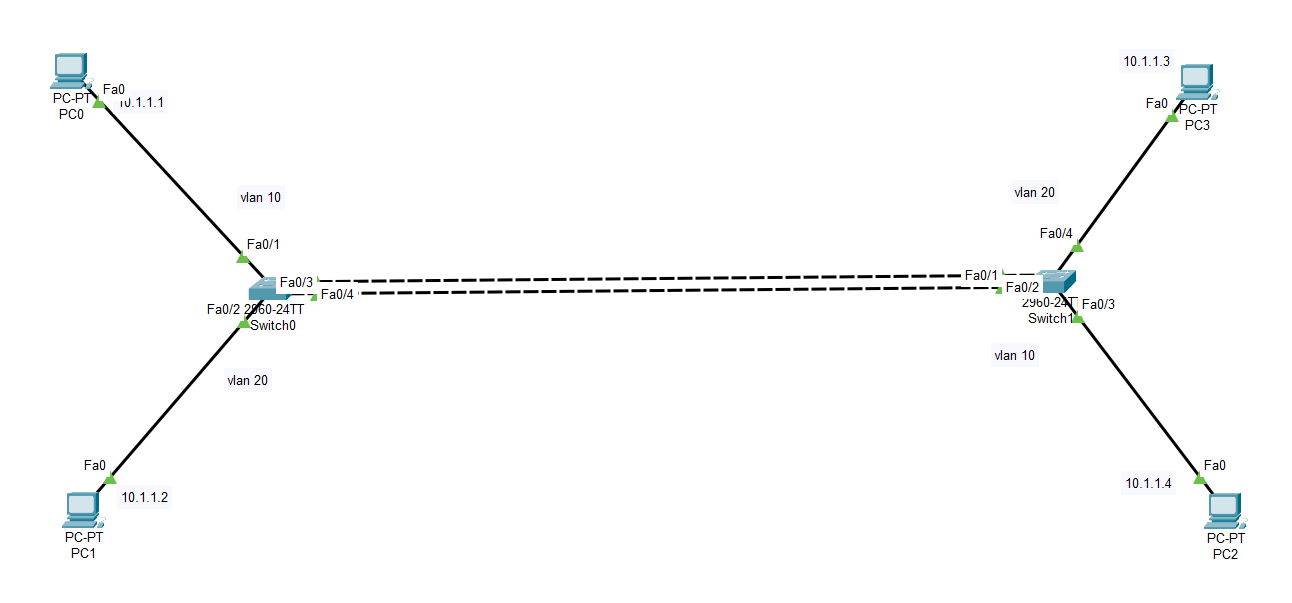 10.1.1.3
Fa0
10.1.1.1
PC-PT
PC0
Fa0
PC-PT
PC3
vlan 10
vlan 20
Fa0/1
Fa0/4
Fa0/3
Fa0/4
Fa0/1
Fa0/2
Fa0/2
2960-24TT
Switch0
2960-24TT
Switch1
Fa0/3
vlan 20
vlan 10
Fa0
10.1.1.2
PC-PT
PC1
Fa0
10.1.1.4
PC-PT
PC2